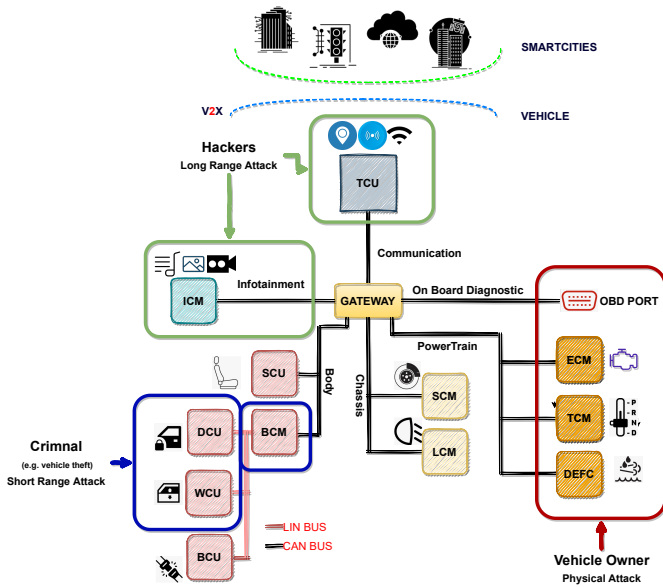 SMARTCITIES
V2X
VEHICLE
Hackers
Long Range Attack
TCU
Communication
Infotainment
On Board Diagnostic
ICM
GATEWAY
OBD PORT
PowerTrain
ECM
SCU
Body
Chassis
SCM
TCM
P
R
N
D
DCU
BCM
LCM
Crimnal
(e.g. vehicle theft)
Short Range Attack
WCU
DEFC
LIN BUS
CAN BUS
BCU
Vehicle Owner
Physical Attack